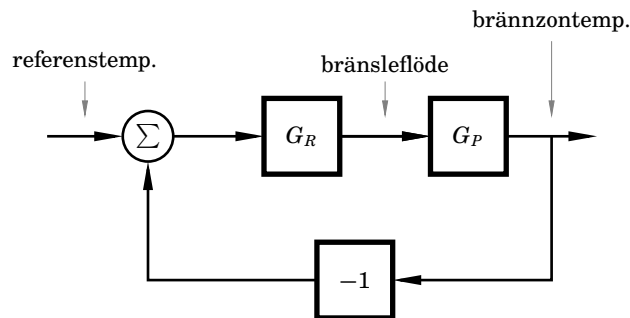 brännzontemp.
referenstemp.
bränsleflöde
∑
G_R
G_P
−1